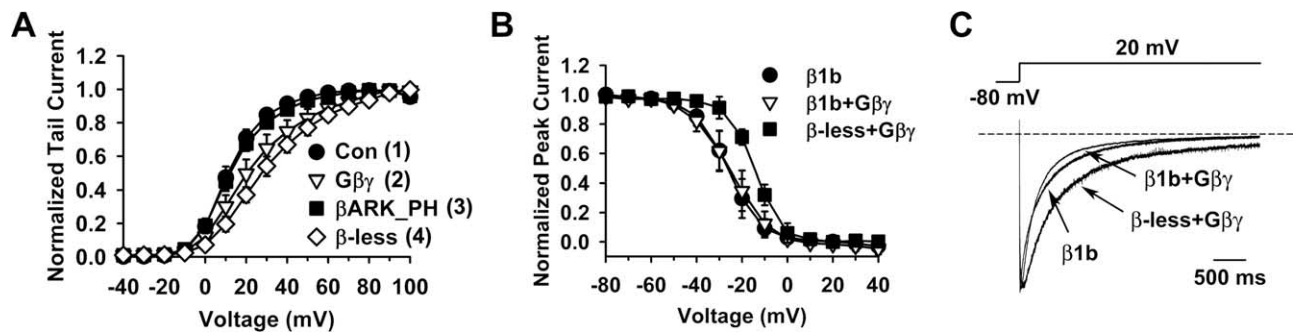 A
Normalized Tail Current
1.2
1.0
0.8
0.6
0.4
0.2
0.0
-40 -20 0 20 40 60 80 100
Voltage (mV)
Con (1)
Gβγ (2)
βARK_PH (3)
β-less (4)
B
Normalized Peak Current
1.2
1.0
0.8
0.6
0.4
0.2
0.0
-80 -60 -40 -20 0 20 40
Voltage (mV)
β1b
β1b+Gβγ
β-less+Gβγ
C
20 mV
-80 mV
β1b+Gβγ
β-less+Gβγ
β1b
500 ms